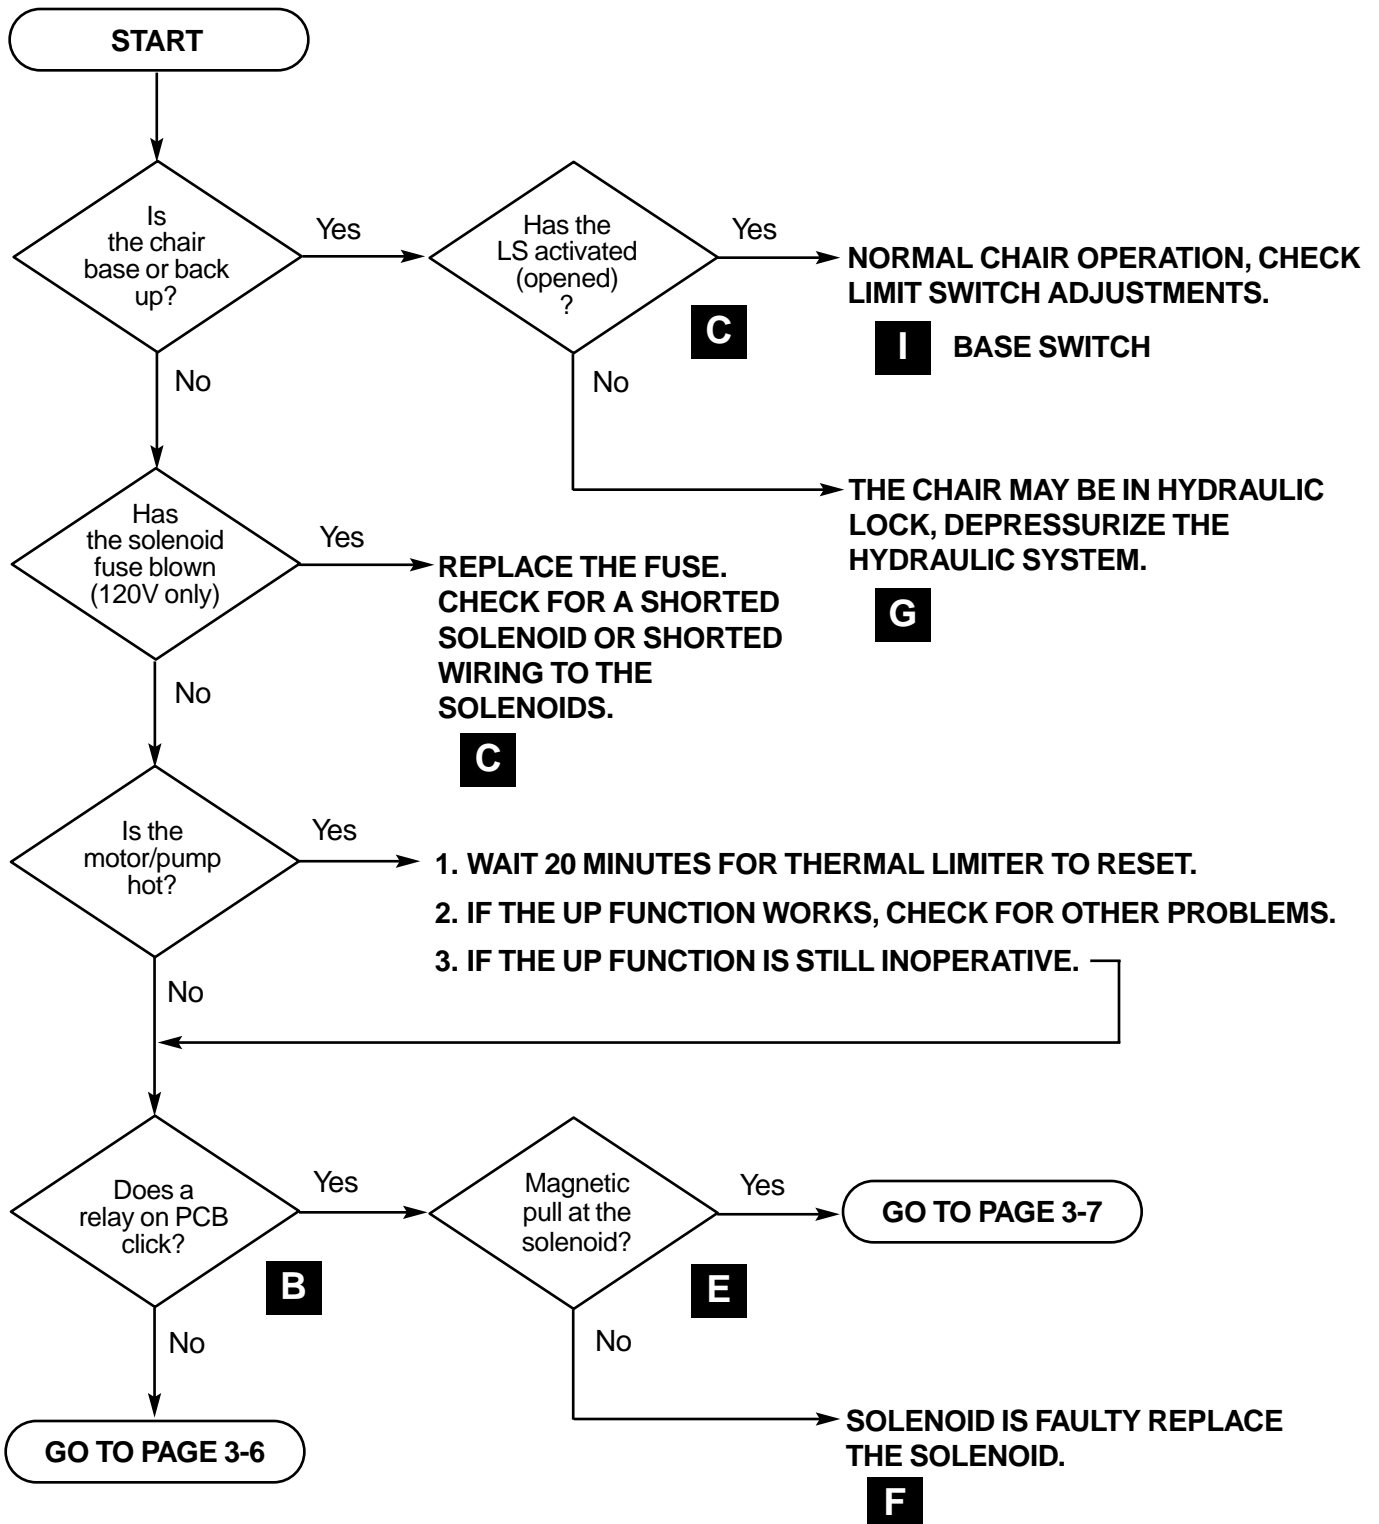 START
Is
the chair
base or back
up?
Yes
Has the
LS activated
(opened)
?
Yes
NORMAL CHAIR OPERATION, CHECK
LIMIT SWITCH ADJUSTMENTS.
C
I BASE SWITCH
No
No
THE CHAIR MAY BE IN HYDRAULIC
LOCK, DEPRESSURIZE THE
HYDRAULIC SYSTEM.
G
Has
the solenoid
fuse blown
(120V only)
Yes
REPLACE THE FUSE.
CHECK FOR A SHORTED
SOLENOID OR SHORTED
WIRING TO THE
SOLENOIDS.
C
No
Is the
motor/pump
hot?
Yes
1. WAIT 20 MINUTES FOR THERMAL LIMITER TO RESET.
2. IF THE UP FUNCTION WORKS, CHECK FOR OTHER PROBLEMS.
3. IF THE UP FUNCTION IS STILL INOPERATIVE.
No
Does a
relay on PCB
click?
Yes
B
Magnetic
pull at the
solenoid?
Yes
E
GO TO PAGE 3-7
No
No
GO TO PAGE 3-6
SOLENOID IS FAULTY REPLACE
THE SOLENOID.
F